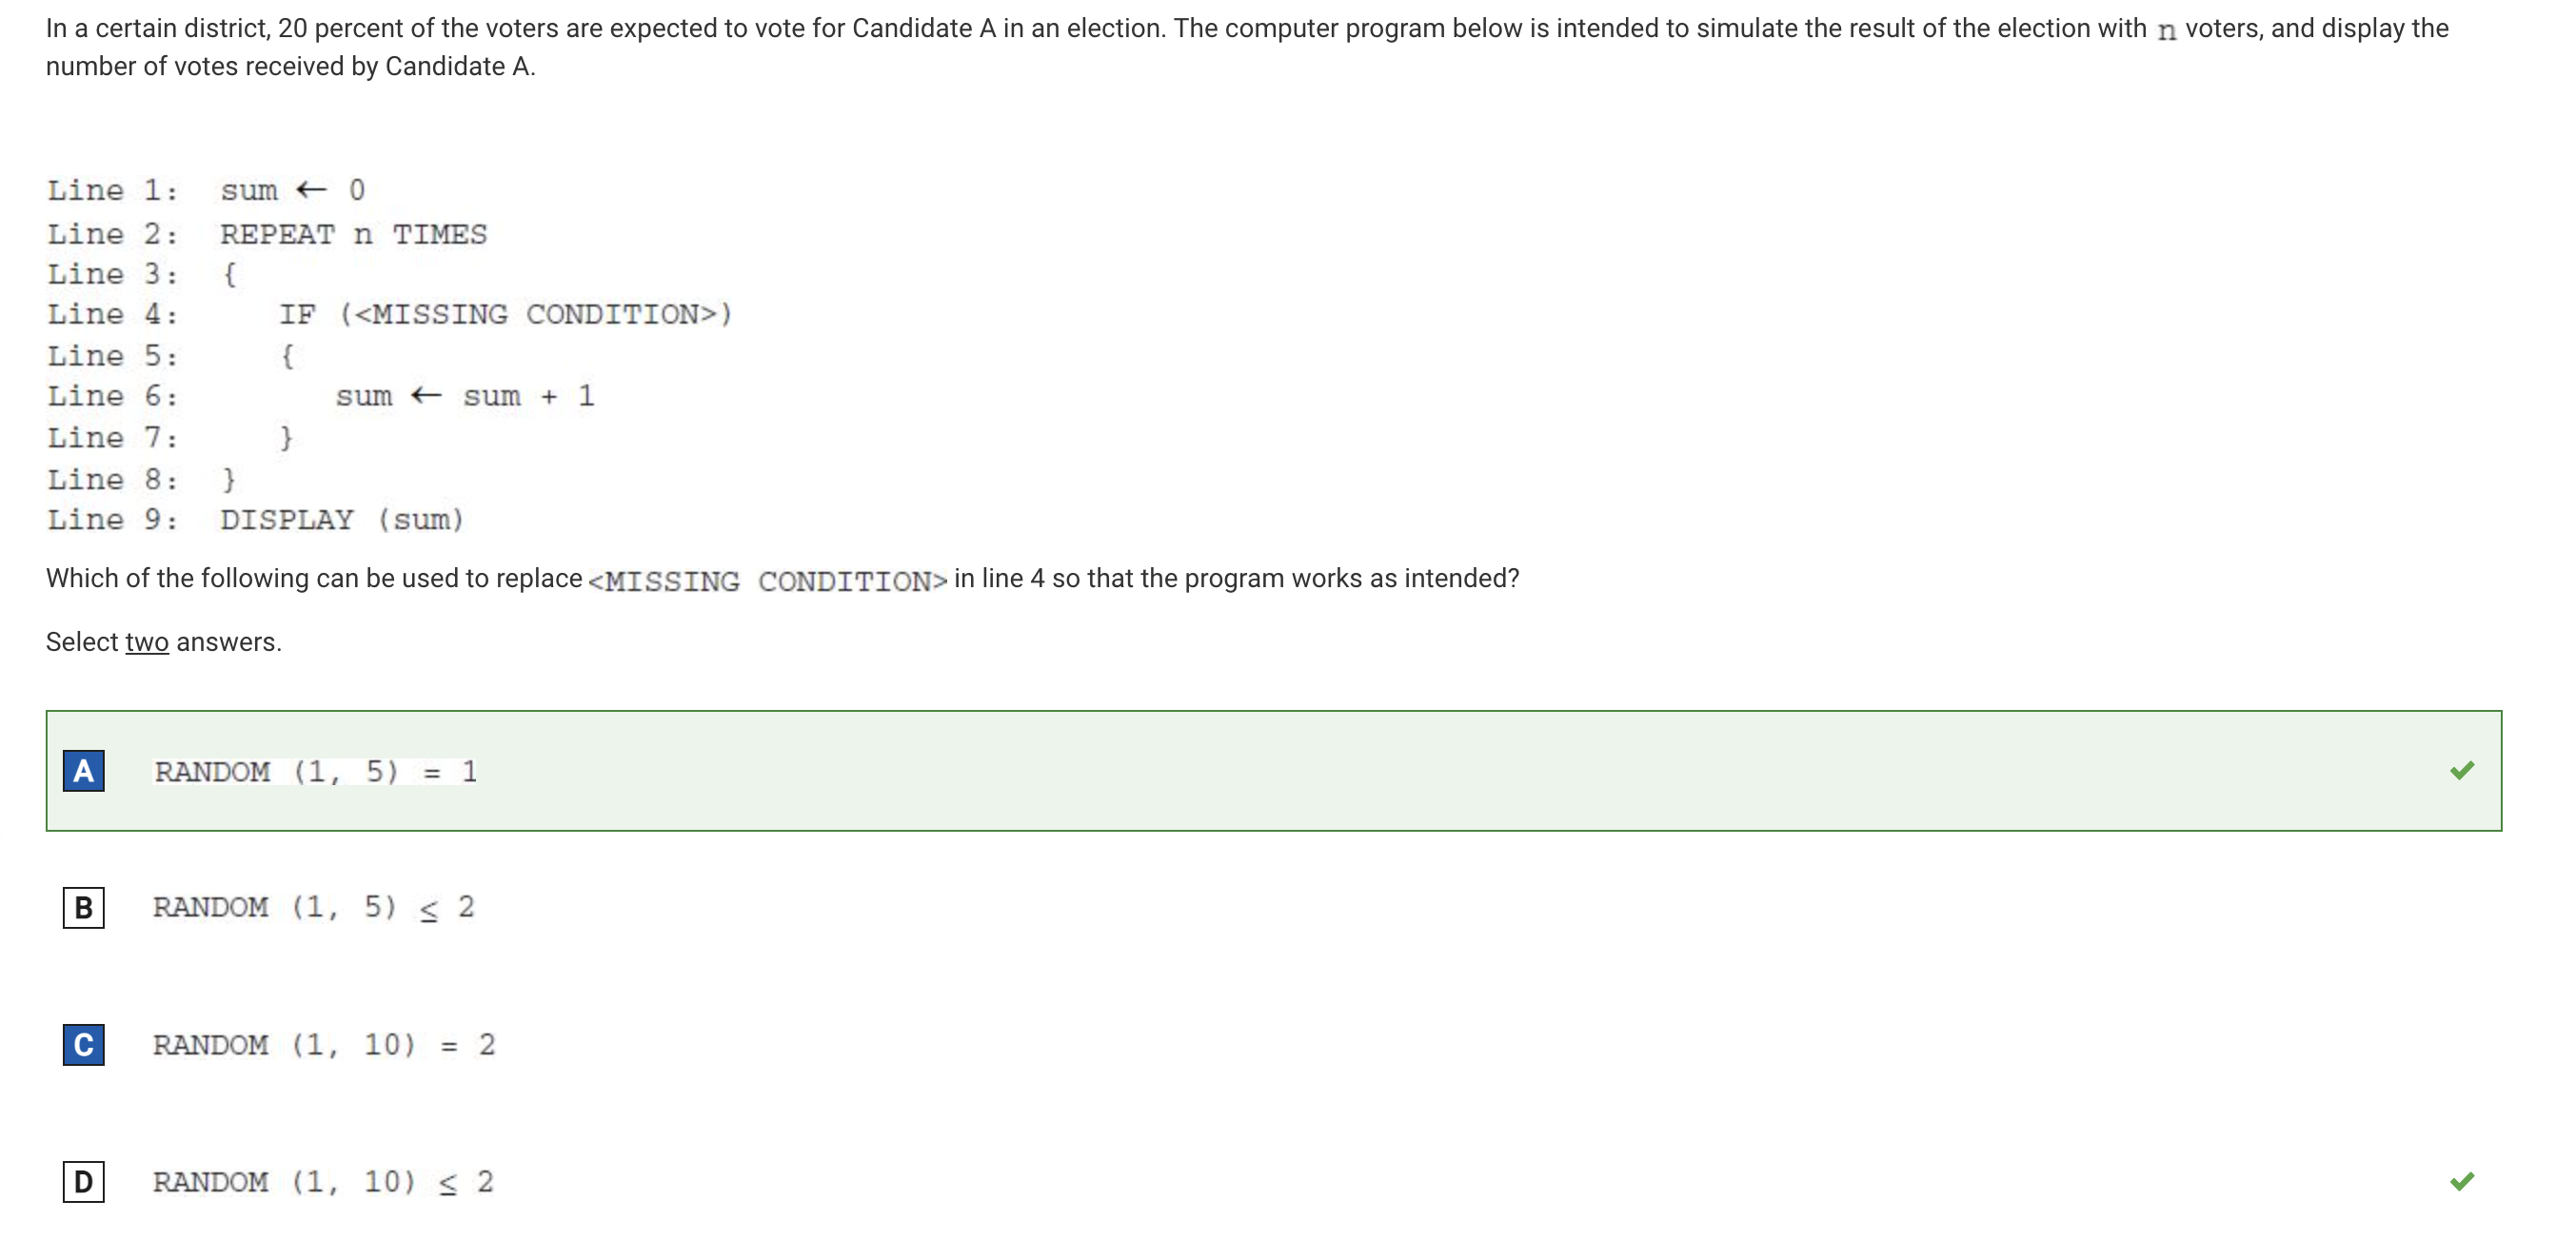 In a certain district, 20 percent of the voters are expected to vote for Candidate A in an election. The computer program below is intended to simulate the result of the election with n voters, and display the
number of votes received by Candidate A.
Line 1: sum ← 0
Line 2: REPEAT n TIMES
Line 3: {
Line 4: IF (<MISSING CONDITION>)
Line 5: {
Line 6: sum ← sum + 1
Line 7: }
Line 8: }
Line 9: DISPLAY (sum)
Which of the following can be used to replace <MISSING CONDITION> in line 4 so that the program works as intended?
Select two answers.
A RANDOM (1, 5) = 1
B RANDOM (1, 5) ≤ 2
C RANDOM (1, 10) = 2
D RANDOM (1, 10) ≤ 2